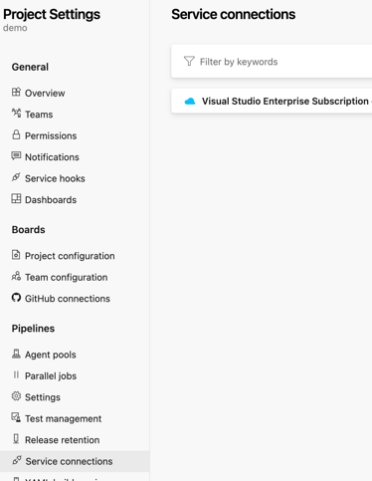 Project Settings
demo
General
Overview
Teams
Permissions
Notifications
Service hooks
Dashboards
Boards
Project configuration
Team configuration
GitHub connections
Pipelines
Agent pools
Parallel jobs
Settings
Test management
Release retention
Service connections
Service connections
Filter by keywords
Visual Studio Enterprise Subscription